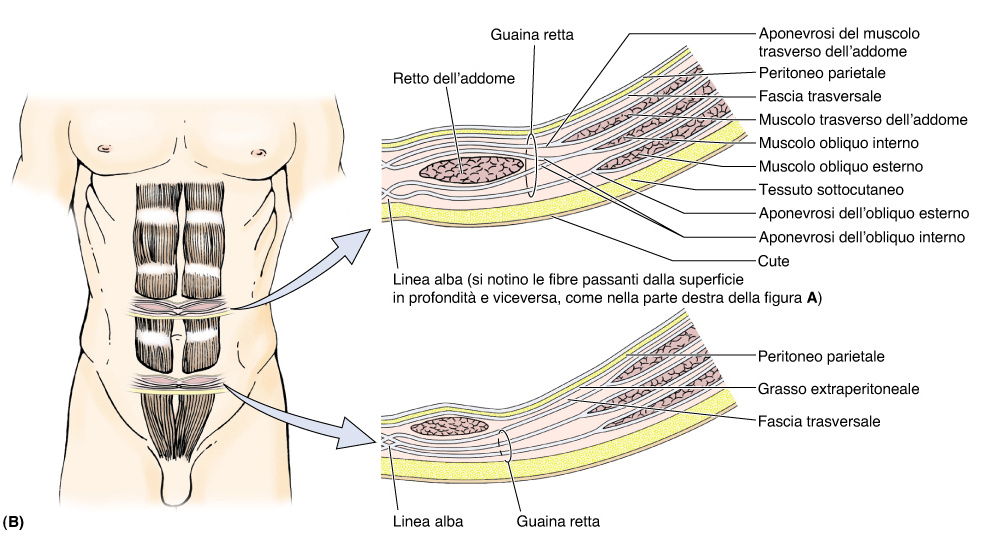 Guaina retta
Retto dell'addome
Aponevrosi del muscolo
trasverso dell'addome
Peritoneo parietale
Fascia trasversale
Muscolo trasverso dell'addome
Muscolo obliquo interno
Muscolo obliquo esterno
Tessuto sottocutaneo
Aponevrosi dell'obliquo esterno
Aponevrosi dell'obliquo interno
Cute
Linea alba (si notino le fibre passanti dalla superficie
in profondità e viceversa, come nella parte destra della figura A)
Peritoneo parietale
Grasso extraperitoneale
Fascia trasversale
Linea alba
Guaina retta
(B)